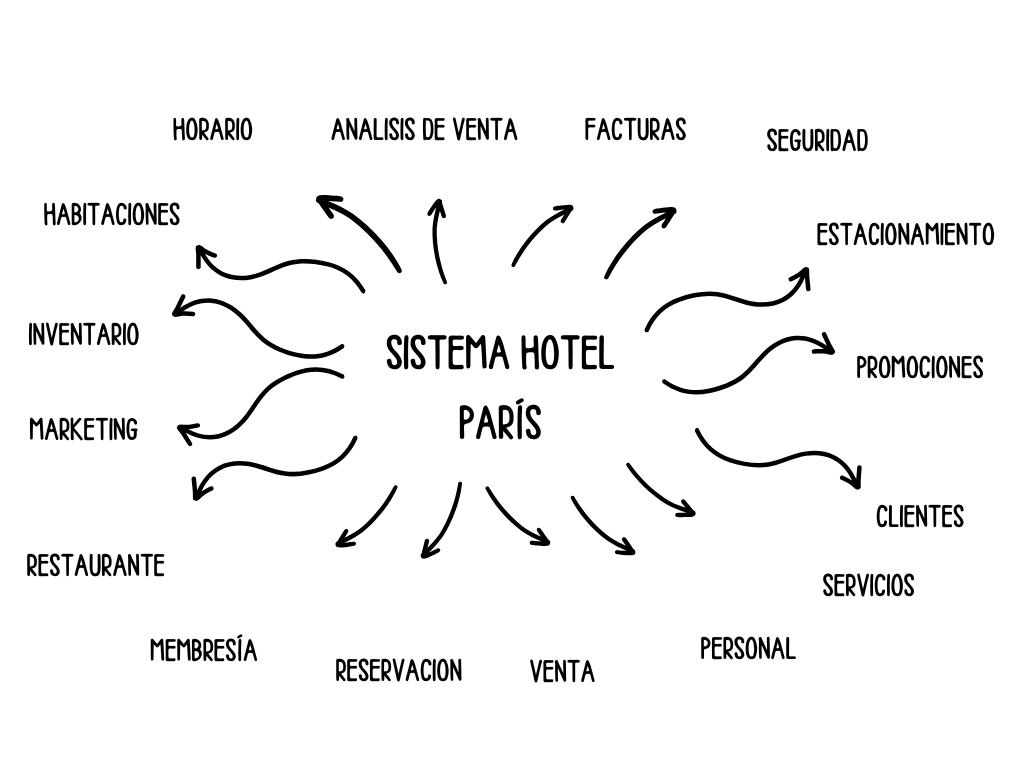 HORARIO
ANALISIS DE VENTA
FACTURAS
SEGURIDAD
HABITACIONES
ESTACIONAMIENTO
INVENTARIO
SISTEMA HOTEL
PARÍS
PROMOCIONES
MARKETING
CLIENTES
RESTAURANTE
SERVICIOS
MEMBRESÍA
RESERVACION
VENTA
PERSONAL